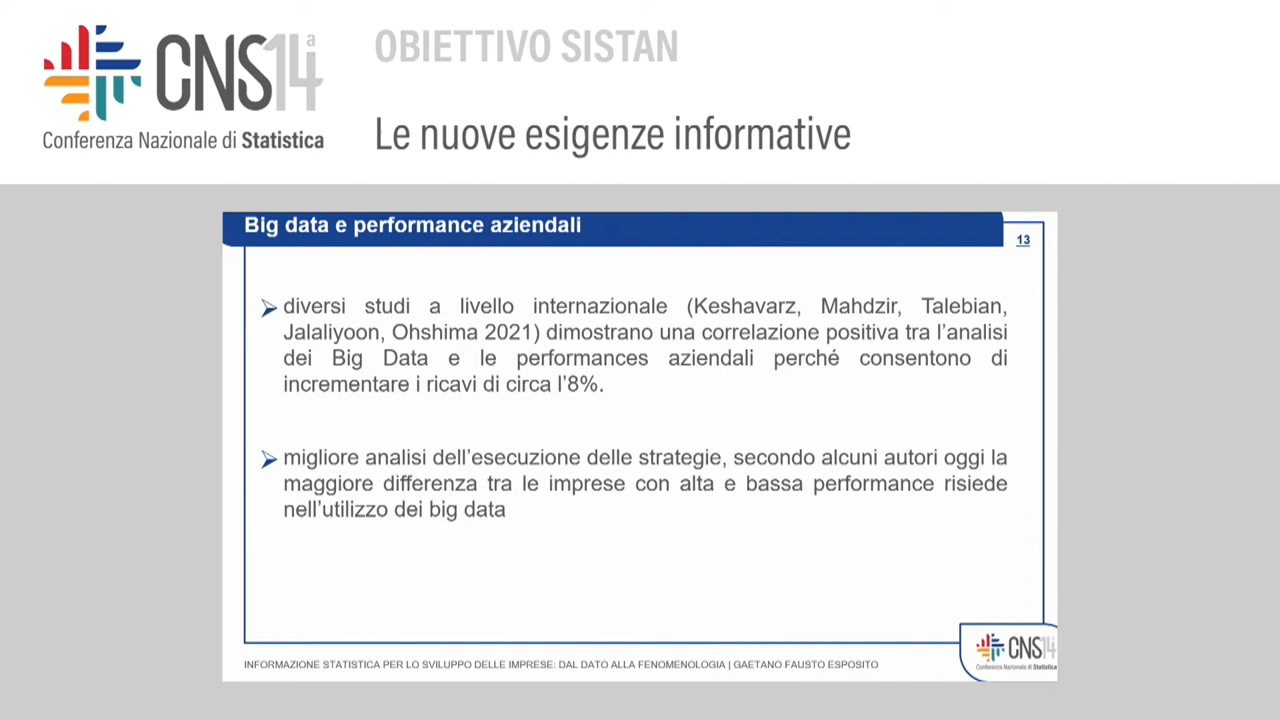 CNS14a
Conferenza Nazionale di Statistica
OBIETTIVO SISTAN
Le nuove esigenze informative
Big data e performance aziendali
13
diversi studi a livello internazionale (Keshavarz, Mahdzir, Talebian,
Jalaliyoon, Ohshima 2021) dimostrano una correlazione positiva tra l'analisi
dei Big Data e le performances aziendali perché consentono di
incrementare i ricavi di circa l'8%.
migliore analisi dell'esecuzione delle strategie, secondo alcuni autori oggi la
maggiore differenza tra le imprese con alta e bassa performance risiede
nell'utilizzo dei big data
INFORMAZIONE STATISTICA PER LO SVILUPPO DELLE IMPRESE: DAL DATO ALLA FENOMENOLOGIA | GAETANO FAUSTO ESPOSITO
CNS14
Conferenza Nazionale di Statistica